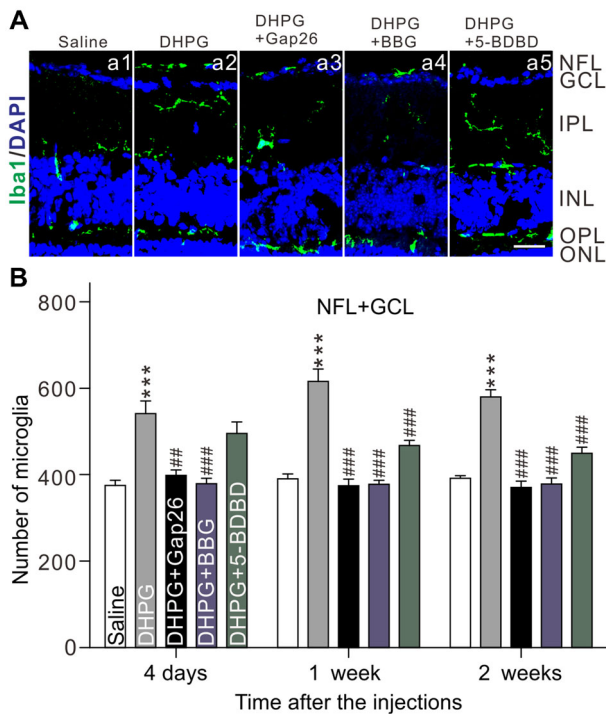 A
Saline
DHPG
DHPG
+Gap26
DHPG
+BBG
DHPG
+5-BDBD
Iba1/DAPI
a1
a2
a3
a4
a5
NFL
GCL
IPL
INL
OPL
ONL
B
NFL+GCL
Number of microglia
800
600
400
200
0
Saline
DHPG
***
DHPG+Gap26
##
DHPG+BBG
###
DHPG+5-BDBD
***
###
###
###
***
###
###
###
4 days
1 week
2 weeks
Time after the injections